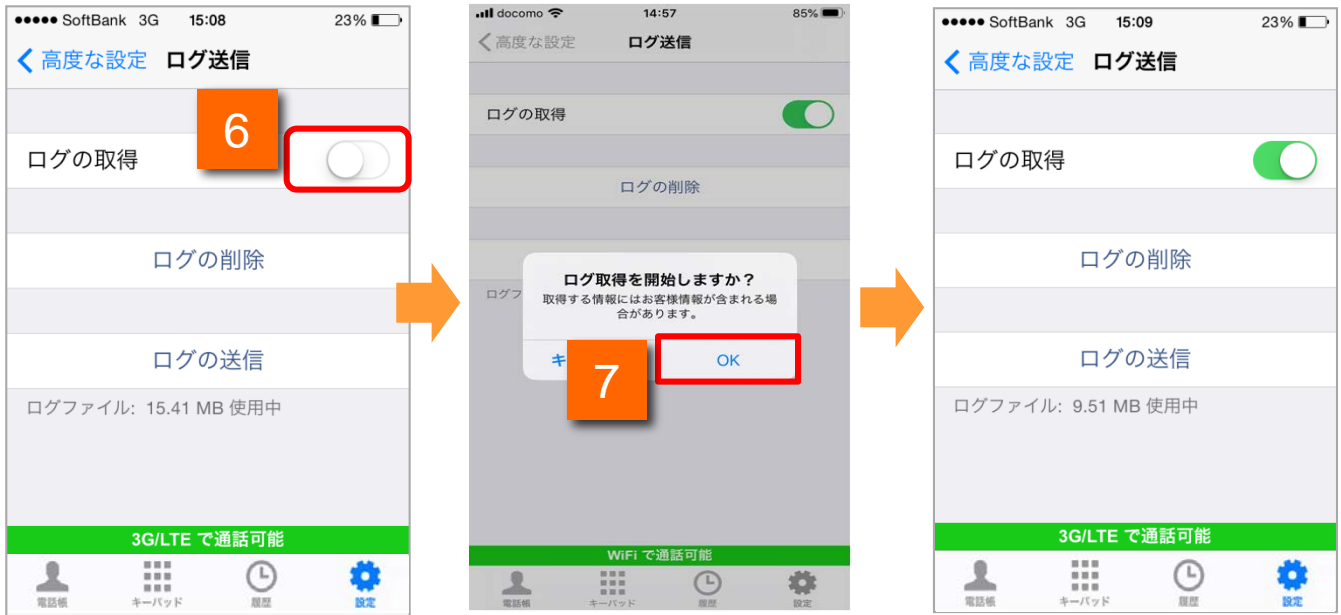 SoftBank 3G 15:08 23%
高度な設定 ログ送信
6
ログの取得
ログの削除
ログの送信
ログファイル: 15.41 MB 使用中
3G/LTE で通話可能
電話帳 キーパッド 履歴 設定
docomo 14:57 85%
高度な設定 ログ送信
ログの取得
ログの削除
ログフ
ログ取得を開始しますか？
取得する情報にはお客様情報が含まれる場
合があります。
キ OK
7
WiFi で通話可能
電話帳 キーパッド 履歴 設定
SoftBank 3G 15:09 23%
高度な設定 ログ送信
ログの取得
ログの削除
ログの送信
ログファイル: 9.51 MB 使用中
3G/LTE で通話可能
電話帳 キーパッド 履歴 設定